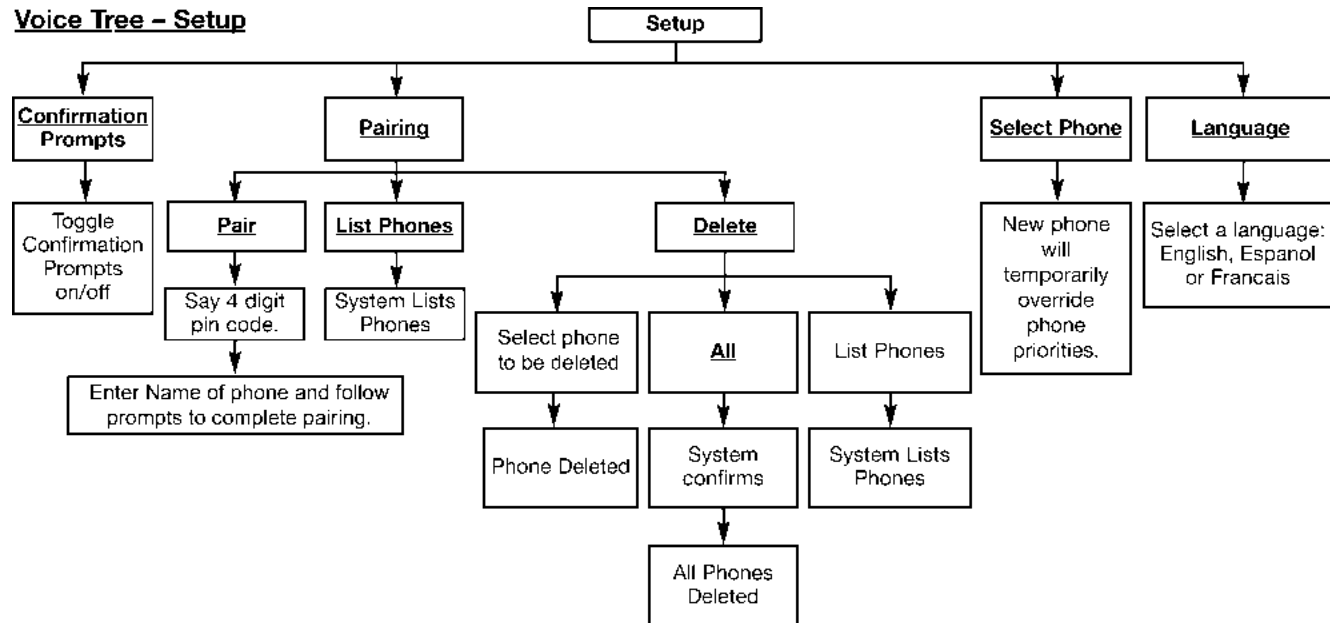 Voice Tree – Setup
Setup
Confirmation
Prompts
Pairing
Select Phone
Language
Toggle
Confirmation
Prompts
on/off
Pair
List Phones
Delete
New phone
will
temporarily
override
phone
priorities.
Select a language:
English, Espanol
or Francais
Say 4 digit
pin code.
System Lists
Phones
Select phone
to be deleted
All
List Phones
Enter Name of phone and follow
prompts to complete pairing.
Phone Deleted
System
confirms
System Lists
Phones
All Phones
Deleted